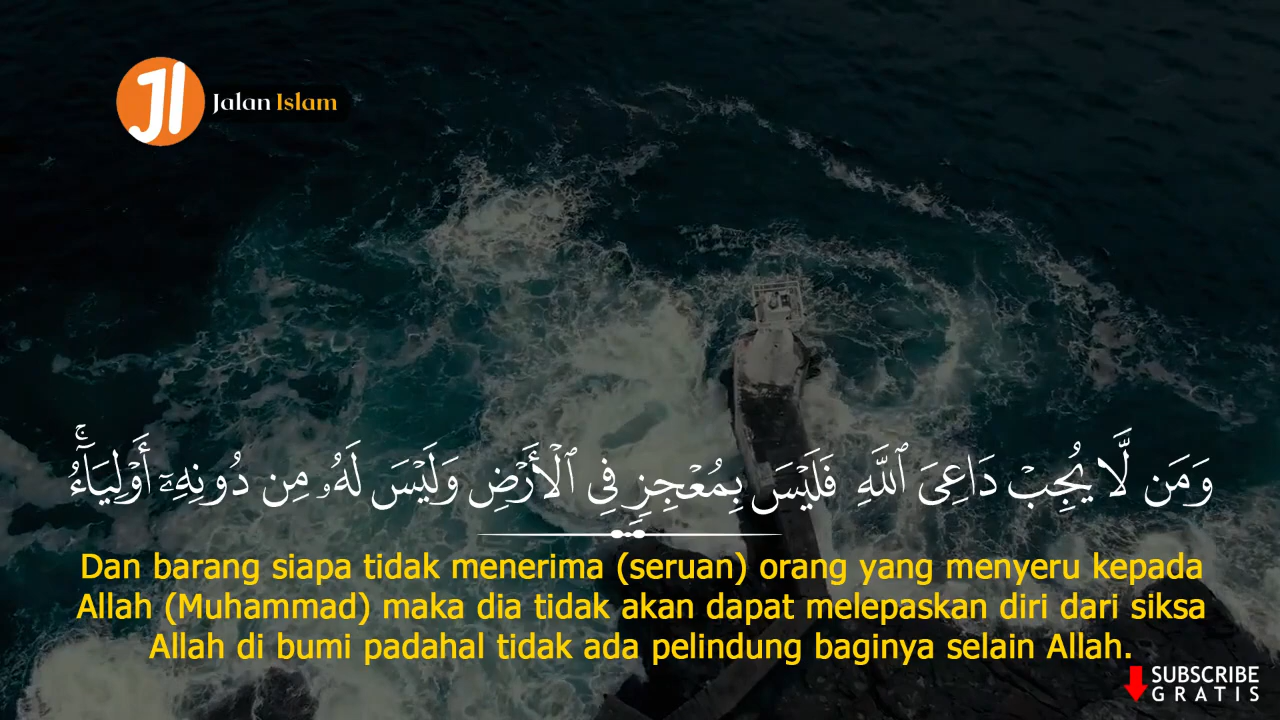 JI Jalan Islam
وَمَن لَّا يُجِبْ دَاعِىَ ٱللَّهِ فَلَيْسَ بِمُعْجِزٍ فِى ٱلْأَرْضِ وَلَيْسَ لَهُۥ مِن دُونِهِۦٓ أَوْلِيَآءُ ۚ
Dan barang siapa tidak menerima (seruan) orang yang menyeru kepada
Allah (Muhammad) maka dia tidak akan dapat melepaskan diri dari siksa
Allah di bumi padahal tidak ada pelindung baginya selain Allah.
SUBSCRIBE
GRATIS